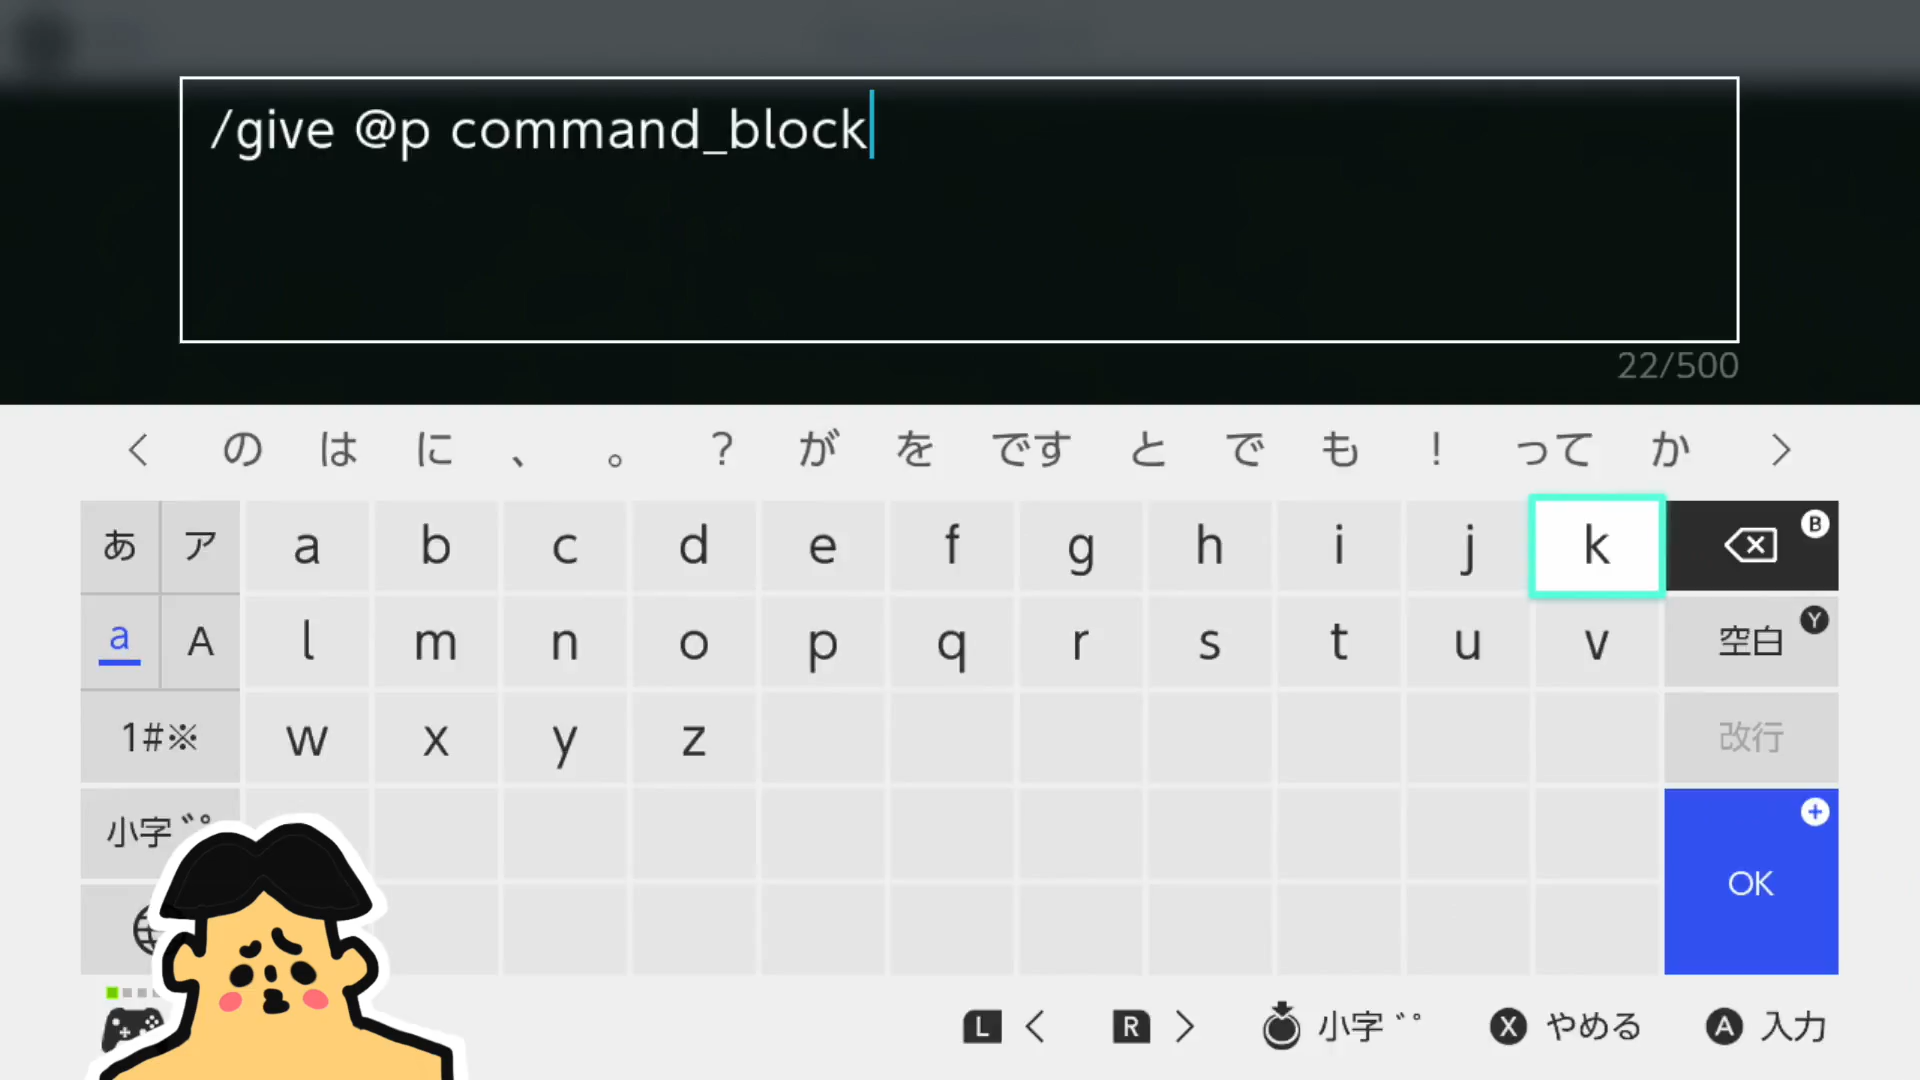 /give @p command_block
22/500
< の は に 、 。 ? が を です と で も ! って か >
あ ア a b c d e f g h i j k B
a A l m n o p q r s t u v 空白 Y
1#※ w x y z 改行
小字 ゛゜ +
OK
L < R > 小字 ゛゜ X やめる A 入力